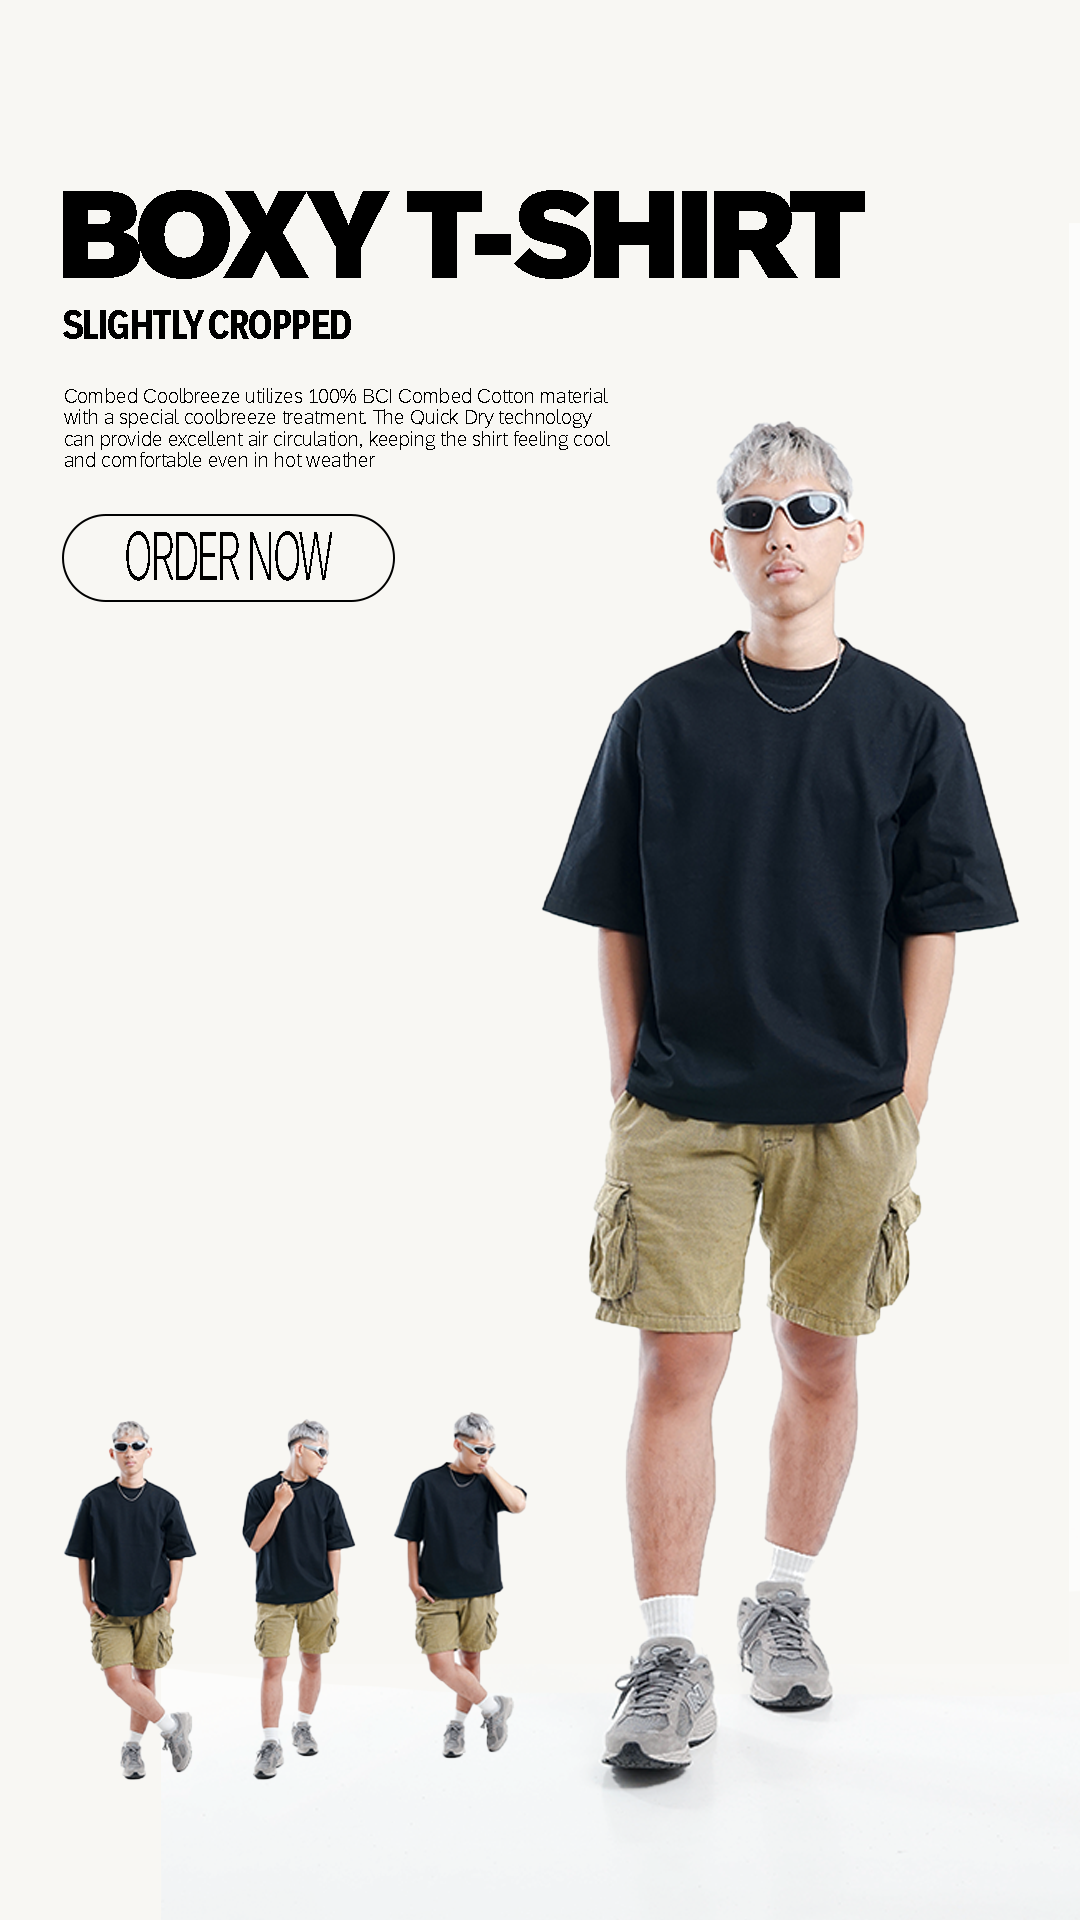 BOXY T-SHIRT
SLIGHTLY CROPPED
Combed Coolbreeze utilizes 100% BCI Combed Cotton material
with a special coolbreeze treatment. The Quick Dry technology
can provide excellent air circulation, keeping the shirt feeling cool
and comfortable even in hot weather
ORDER NOW
N